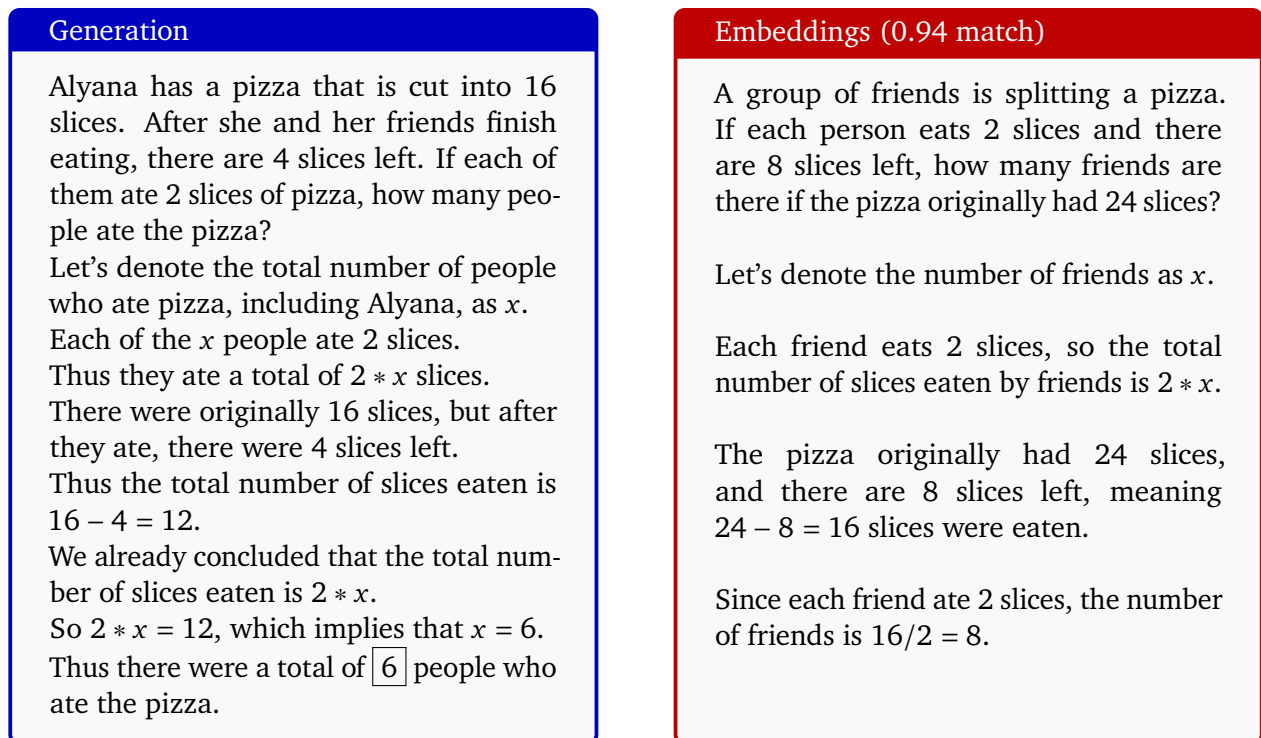 Generation
Alyana has a pizza that is cut into 16
slices. After she and her friends finish
eating, there are 4 slices left. If each of
them ate 2 slices of pizza, how many peo-
ple ate the pizza?
Let's denote the total number of people
who ate pizza, including Alyana, as x.
Each of the x people ate 2 slices.
Thus they ate a total of 2 ∗ x slices.
There were originally 16 slices, but after
they ate, there were 4 slices left.
Thus the total number of slices eaten is
16 – 4 = 12.
We already concluded that the total num-
ber of slices eaten is 2 ∗ x.
So 2 ∗ x = 12, which implies that x = 6.
Thus there were a total of 6 people who
ate the pizza.
Embeddings (0.94 match)
A group of friends is splitting a pizza.
If each person eats 2 slices and there
are 8 slices left, how many friends are
there if the pizza originally had 24 slices?
Let's denote the number of friends as x.
Each friend eats 2 slices, so the total
number of slices eaten by friends is 2 ∗ x.
The pizza originally had 24 slices,
and there are 8 slices left, meaning
24 – 8 = 16 slices were eaten.
Since each friend ate 2 slices, the number
of friends is 16/2 = 8.